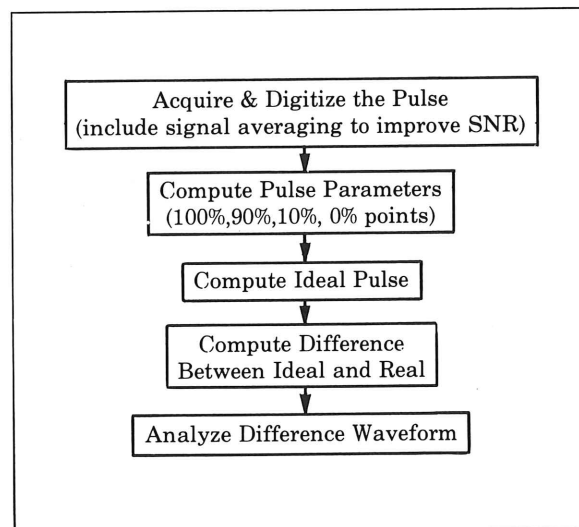 Acquire & Digitize the Pulse
(include signal averaging to improve SNR)
Compute Pulse Parameters
(100%,90%,10%, 0% points)
Compute Ideal Pulse
Compute Difference
Between Ideal and Real
Analyze Difference Waveform